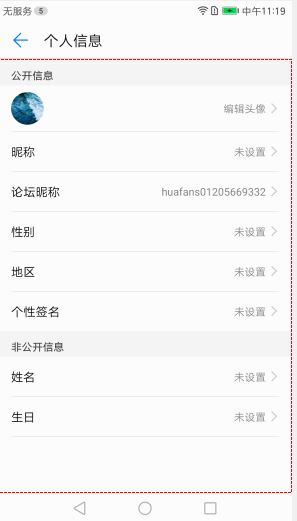 无服务 5 中午11:19
个人信息
公开信息
编辑头像
昵称 未设置
论坛昵称 huafans01205669332
性别 未设置
地区 未设置
个性签名 未设置
非公开信息
姓名 未设置
生日 未设置